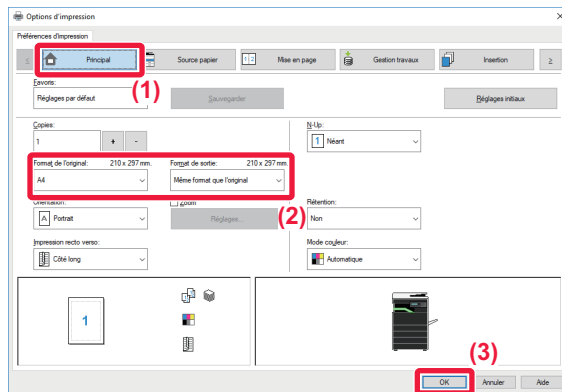 Options d'impression
Préférences d'impression
Principal
Source papier
Mise en page
Gestion travaux
Insertion
(1)
Favoris:
Réglages par défaut
Sauvegarder
Réglages initiaux
Copies:
1
+ -
N-Up:
1 Néant
Format de l'original: 210 x 297 mm.
A4
Format de sortie: 210 x 297 mm.
Même format que l'original
Orientation:
A Portrait
Zoom
Réglages...
(2)
Rétention:
Non
Impression recto verso:
Côté long
Mode couleur:
Automatique
1
(3)
OK
Annuler
Aide